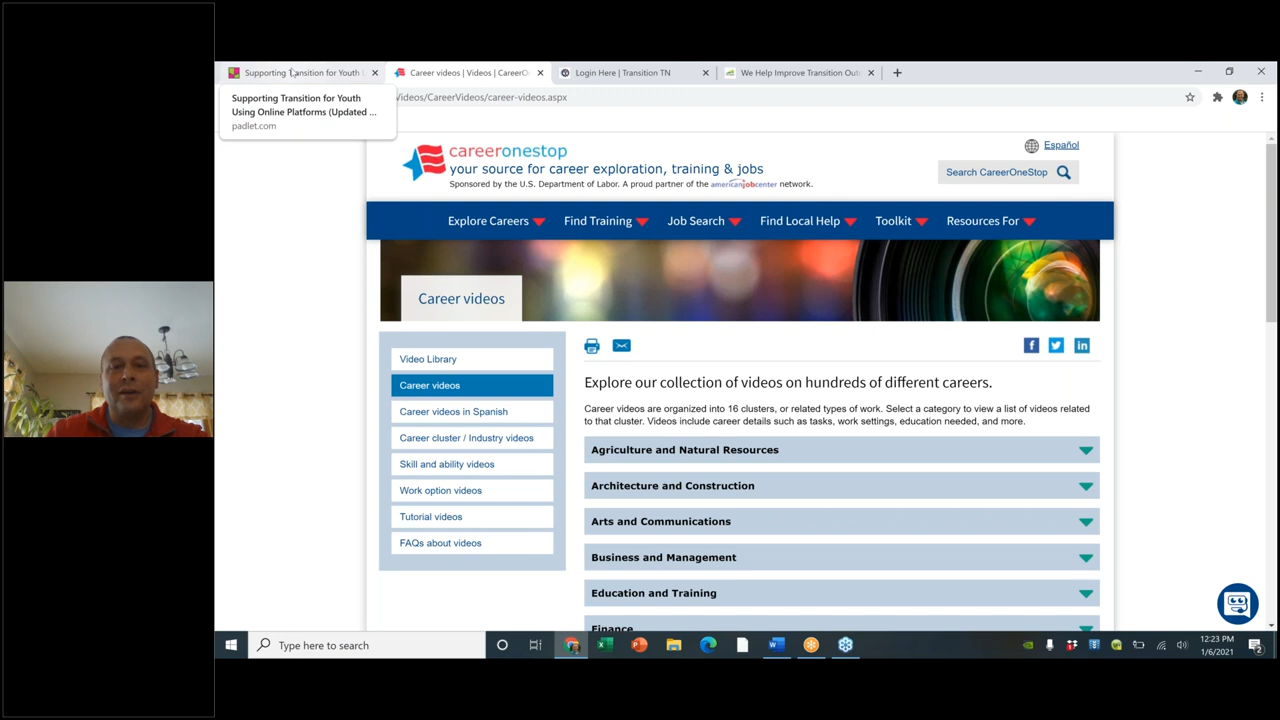 Supporting Transition for Youth U
Career videos | Videos | CareerO
Login Here | Transition TN
We Help Improve Transition Out
Supporting Transition for Youth
Using Online Platforms (Updated ...
padlet.com
Videos/CareerVideos/career-videos.aspx
Español
careeronestop
your source for career exploration, training & jobs
Sponsored by the U.S. Department of Labor. A proud partner of the americanjobcenter network.
Search CareerOneStop
Explore Careers
Find Training
Job Search
Find Local Help
Toolkit
Resources For
Career videos
Video Library
Career videos
Career videos in Spanish
Career cluster / Industry videos
Skill and ability videos
Work option videos
Tutorial videos
FAQs about videos
Explore our collection of videos on hundreds of different careers.
Career videos are organized into 16 clusters, or related types of work. Select a category to view a list of videos related
to that cluster. Videos include career details such as tasks, work settings, education needed, and more.
Agriculture and Natural Resources
Architecture and Construction
Arts and Communications
Business and Management
Education and Training
Finance
Type here to search
12:23 PM
1/6/2021
2